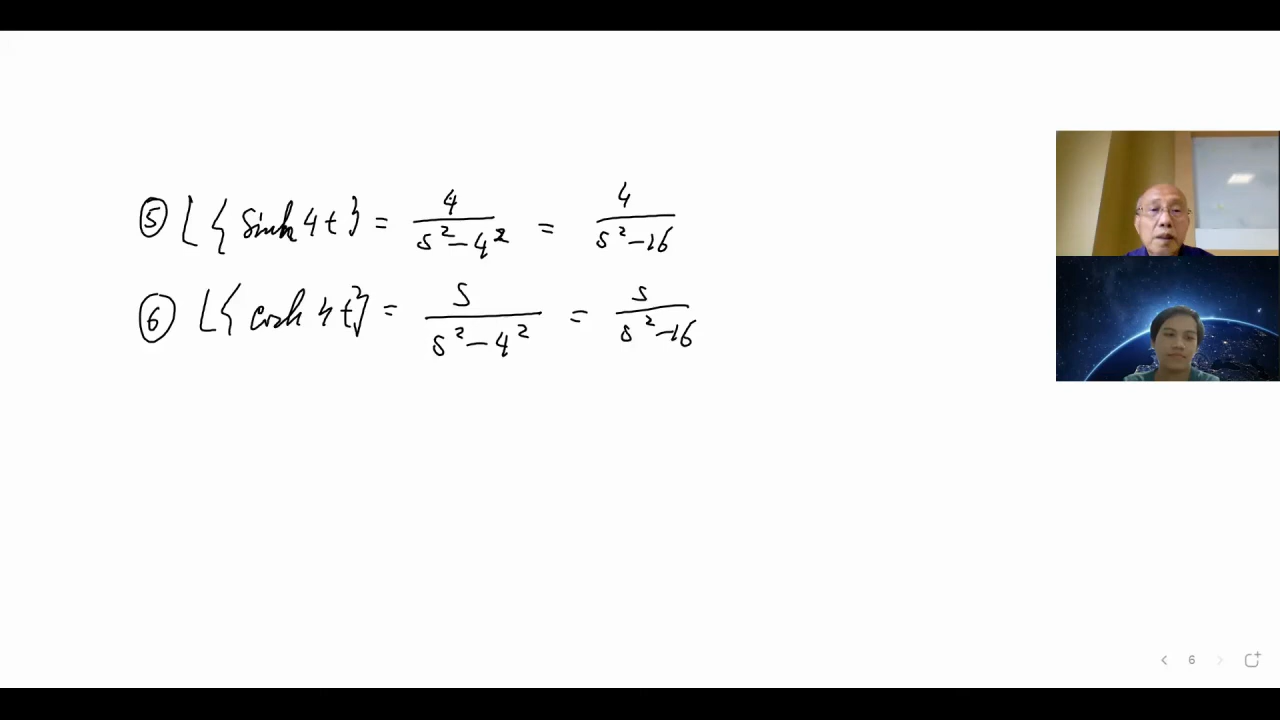 ⑤ L{sinh 4t} = 4/(s²-4²) = 4/(s²-16)
⑥ L{cosh 4t} = s/(s²-4²) = s/(s²-16)
6